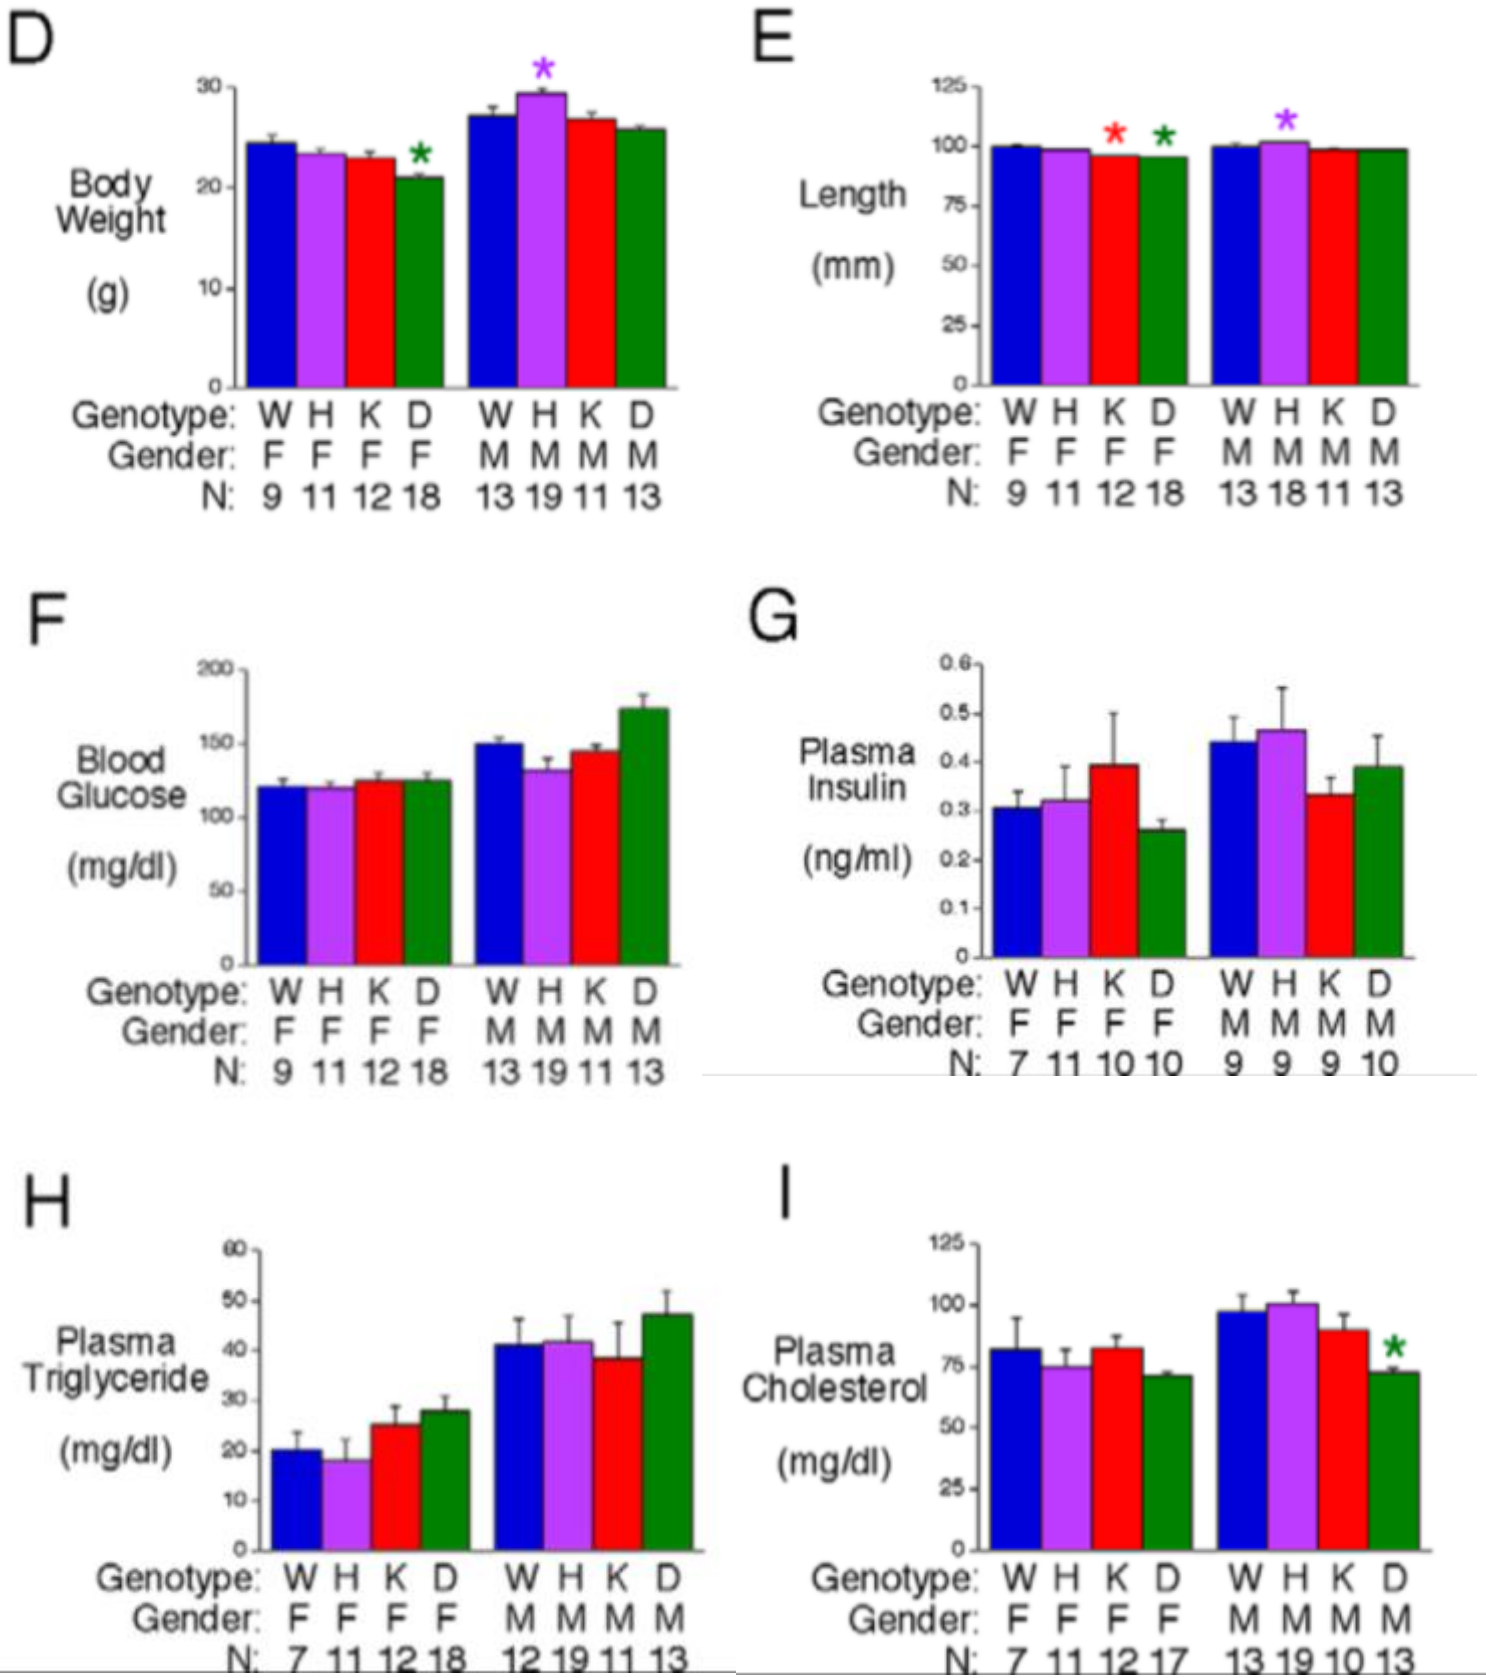 D
*
30
20
10
0
Body
Weight
(g)
*
Genotype: W H K D W H K D
Gender: F F F F M M M M
N: 9 11 12 18 13 19 11 13
E
125
100
75
50
25
0
Length
(mm)
* * *
Genotype: W H K D W H K D
Gender: F F F F M M M M
N: 9 11 12 18 13 18 11 13
F
200
150
100
50
0
Blood
Glucose
(mg/dl)
Genotype: W H K D W H K D
Gender: F F F F M M M M
N: 9 11 12 18 13 19 11 13
G
0.6
0.5
0.4
0.3
0.2
0.1
0
Plasma
Insulin
(ng/ml)
Genotype: W H K D W H K D
Gender: F F F F M M M M
N: 7 11 10 10 9 9 9 10
H
60
50
40
30
20
10
0
Plasma
Triglyceride
(mg/dl)
Genotype: W H K D W H K D
Gender: F F F F M M M M
N: 7 11 12 18 12 19 11 13
I
125
100
75
50
25
0
Plasma
Cholesterol
(mg/dl)
*
Genotype: W H K D W H K D
Gender: F F F F M M M M
N: 7 11 12 17 13 19 10 13